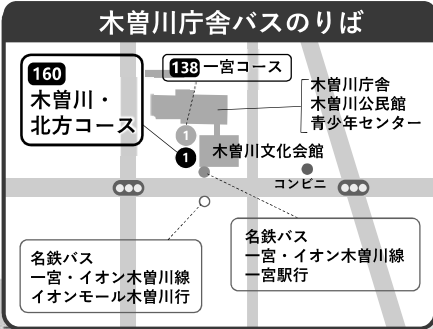 木曽川庁舎バスのりば
160
木曽川・
北方コース
138 一宮コース
木曽川庁舎
木曽川公民館
青少年センター
1
1
木曽川文化会館
コンビニ
名鉄バス
一宮・イオン木曽川線
イオンモール木曽川行
名鉄バス
一宮・イオン木曽川線
一宮駅行